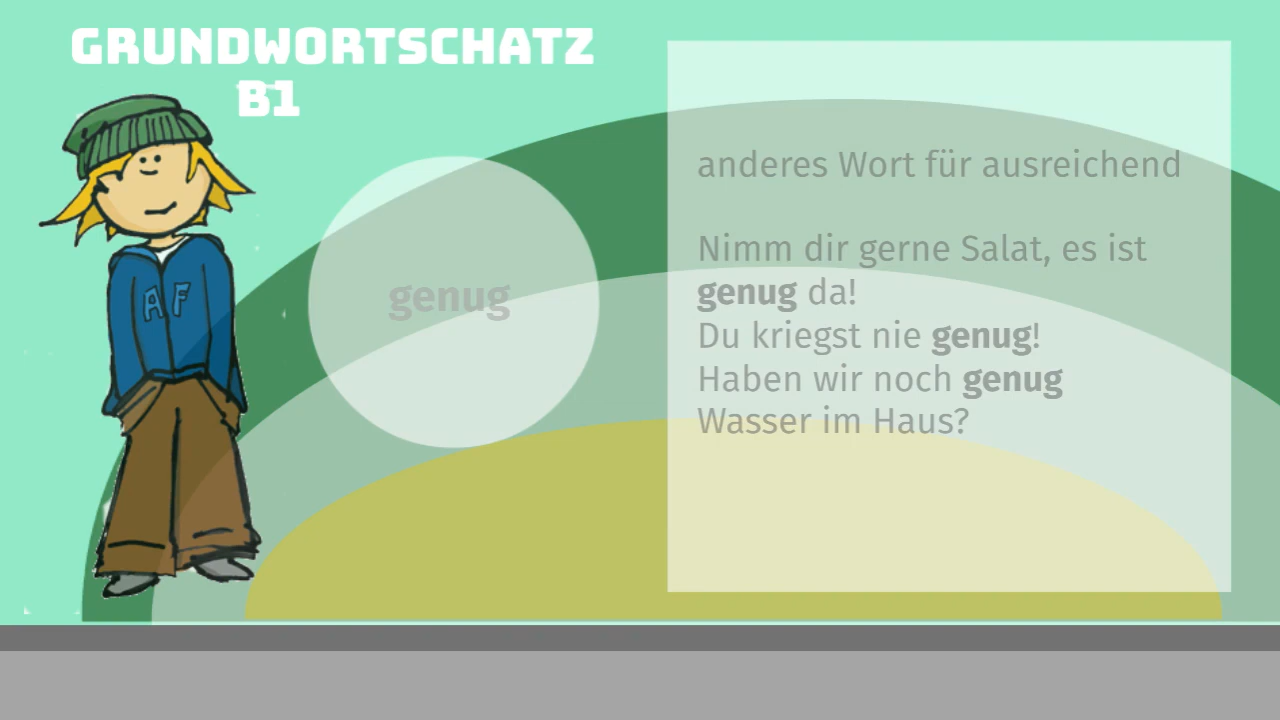 GRUNDWORTSCHATZ
B1
AF
genug
anderes Wort für ausreichend
Nimm dir gerne Salat, es ist
genug da!
Du kriegst nie genug!
Haben wir noch genug
Wasser im Haus?